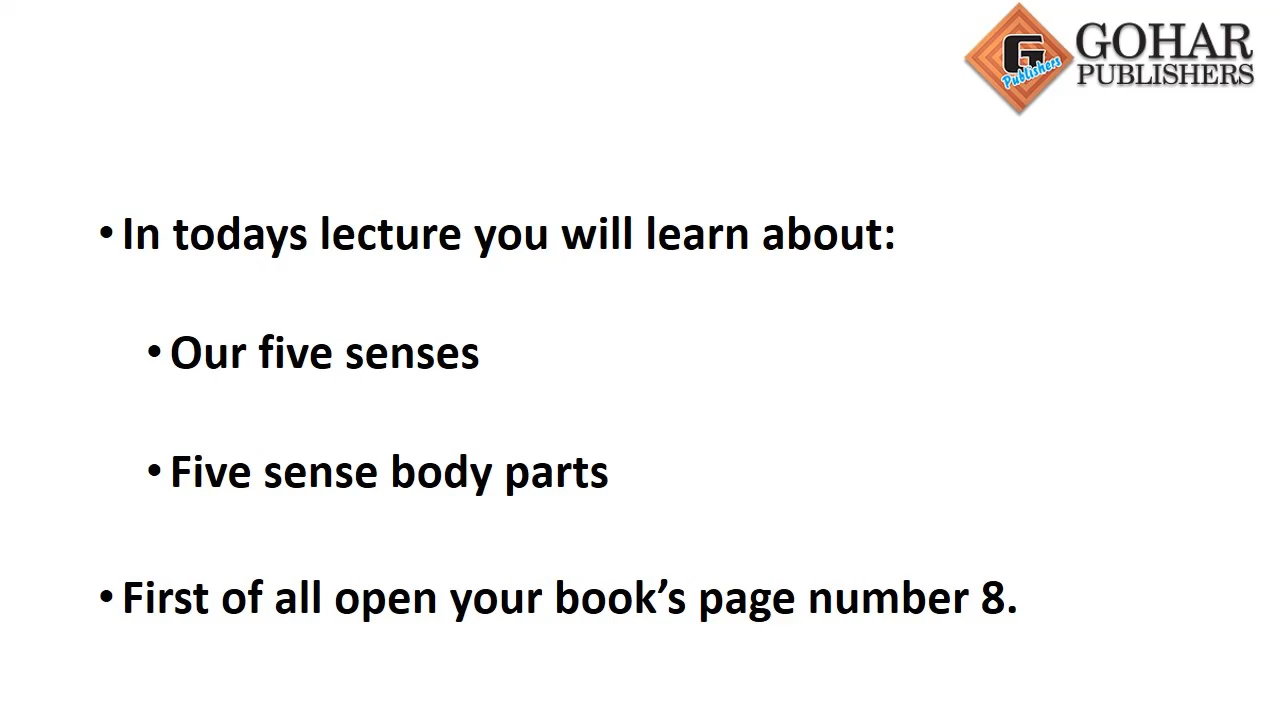 G
Publishers
GOHAR
PUBLISHERS
• In todays lecture you will learn about:
• Our five senses
• Five sense body parts
• First of all open your book’s page number 8.